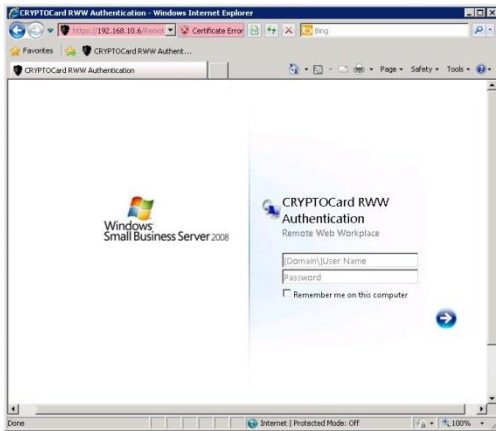 CRYPTOCard RWW Authentication - Windows Internet Explorer
https://192.168.10.6/Remot
Certificate Error
Bing
Favorites
CRYPTOCard RWW Authent...
CRYPTOCard RWW Authentication
Page
Safety
Tools
CRYPTOCard RWW
Authentication
Remote Web Workplace
Windows
Small Business Server 2008
[Domain\]User Name
Password
Remember me on this computer
Done
Internet | Protected Mode: Off
100%